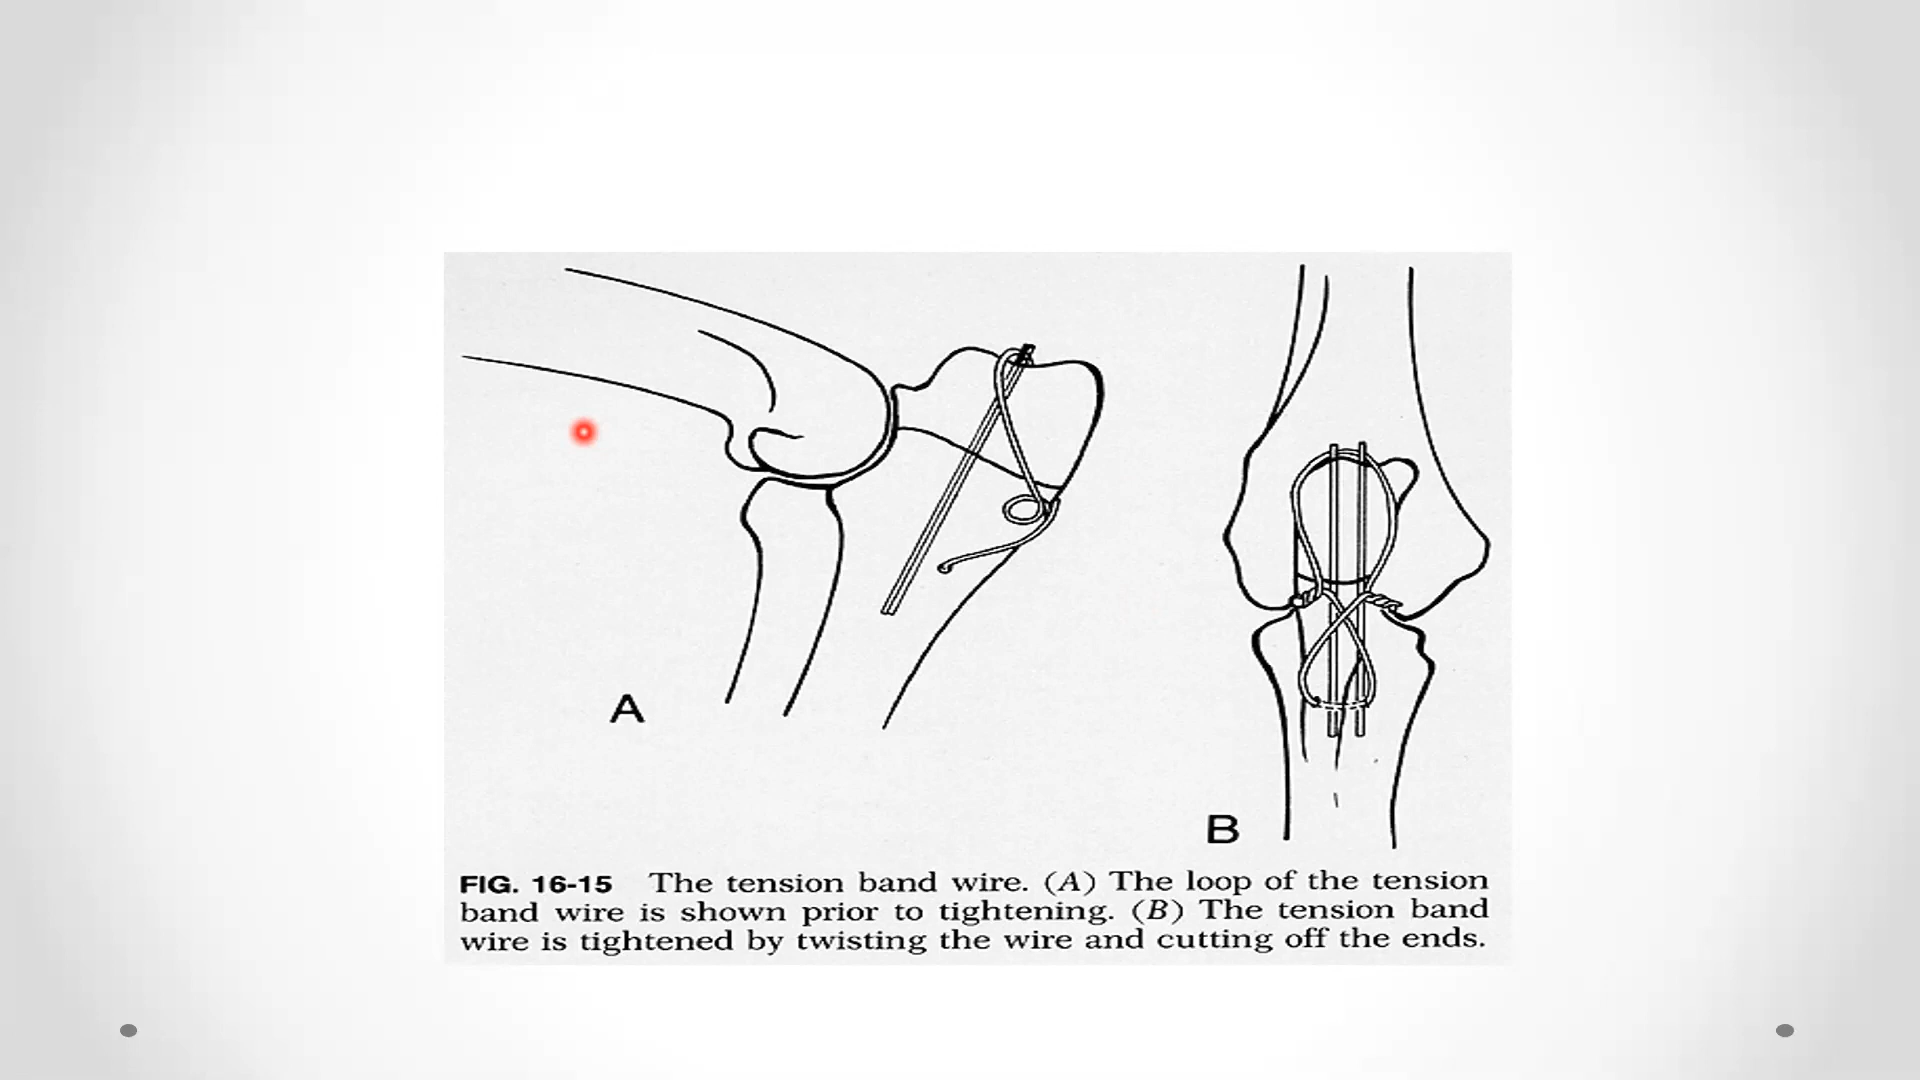 A
B
FIG. 16-15 The tension band wire. (A) The loop of the tension
band wire is shown prior to tightening. (B) The tension band
wire is tightened by twisting the wire and cutting off the ends.